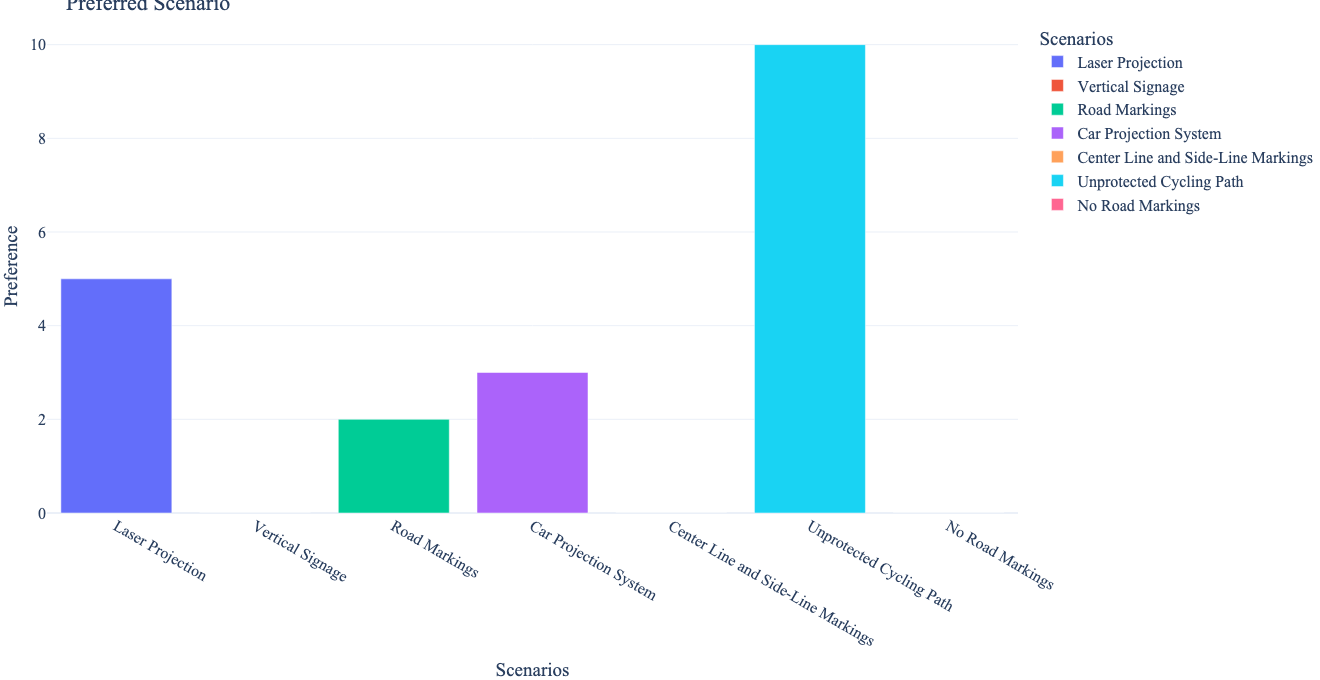 Preferred Scenario
Preference
10
8
6
4
2
0
Laser Projection
Vertical Signage
Road Markings
Car Projection System
Center Line and Side-Line Markings
Unprotected Cycling Path
No Road Markings
Scenarios
Scenarios
Laser Projection
Vertical Signage
Road Markings
Car Projection System
Center Line and Side-Line Markings
Unprotected Cycling Path
No Road Markings